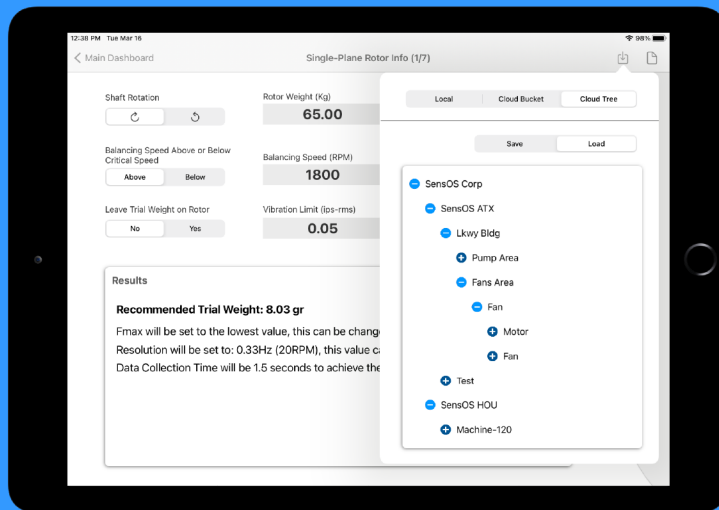 12:38 PM Tue Mar 16
98%
Main Dashboard
Single-Plane Rotor Info (1/7)
Shaft Rotation
Rotor Weight (Kg)
65.00
Balancing Speed Above or Below
Critical Speed
Above Below
Balancing Speed (RPM)
1800
Leave Trial Weight on Rotor
No Yes
Vibration Limit (ips-rms)
0.05
Results
Recommended Trial Weight: 8.03 gr
Fmax will be set to the lowest value, this can be chang
Resolution will be set to: 0.33Hz (20RPM), this value c
Data Collection Time will be 1.5 seconds to achieve the
Local Cloud Bucket Cloud Tree
Save Load
SensOS Corp
SensOS ATX
Lkwy Bldg
Pump Area
Fans Area
Fan
Motor
Fan
Test
SensOS HOU
Machine-120